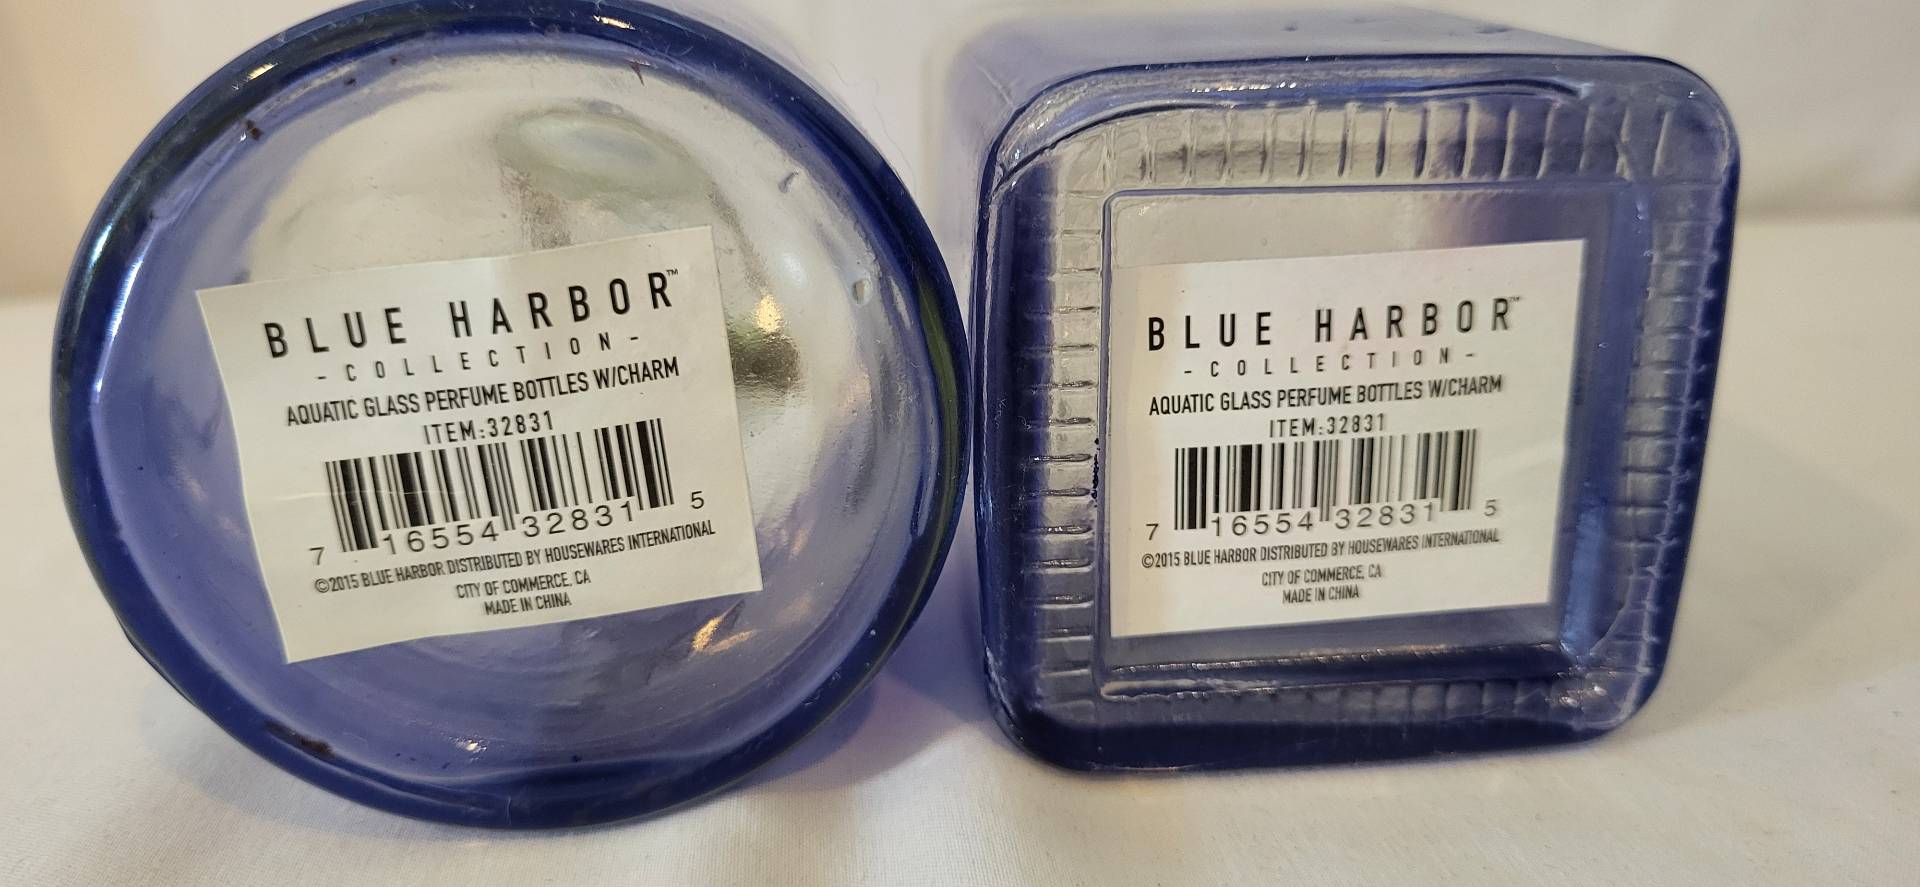 BLUE HARBOR™
-COLLECTION-
AQUATIC GLASS PERFUME BOTTLES W/CHARM
ITEM:32831
7 16554 32831 5
©2015 BLUE HARBOR DISTRIBUTED BY HOUSEWARES INTERNATIONAL
CITY OF COMMERCE, CA
MADE IN CHINA
BLUE HARBOR™
-COLLECTION-
AQUATIC GLASS PERFUME BOTTLES W/CHARM
ITEM:32831
7 16554 32831 5
©2015 BLUE HARBOR DISTRIBUTED BY HOUSEWARES INTERNATIONAL
CITY OF COMMERCE, CA
MADE IN CHINA